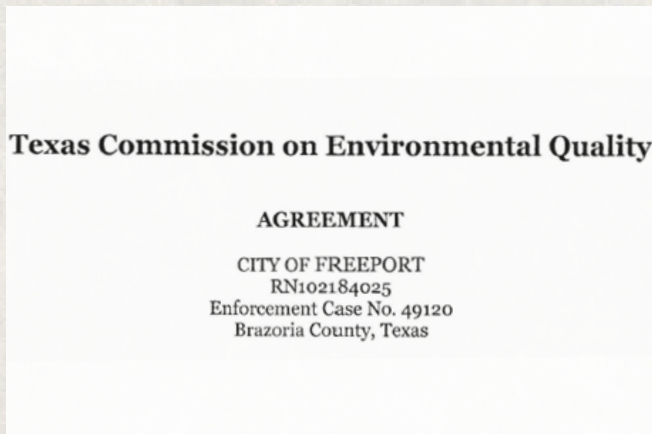 Texas Commission on Environmental Quality
AGREEMENT
CITY OF FREEPORT
RN102184025
Enforcement Case No. 49120
Brazoria County, Texas